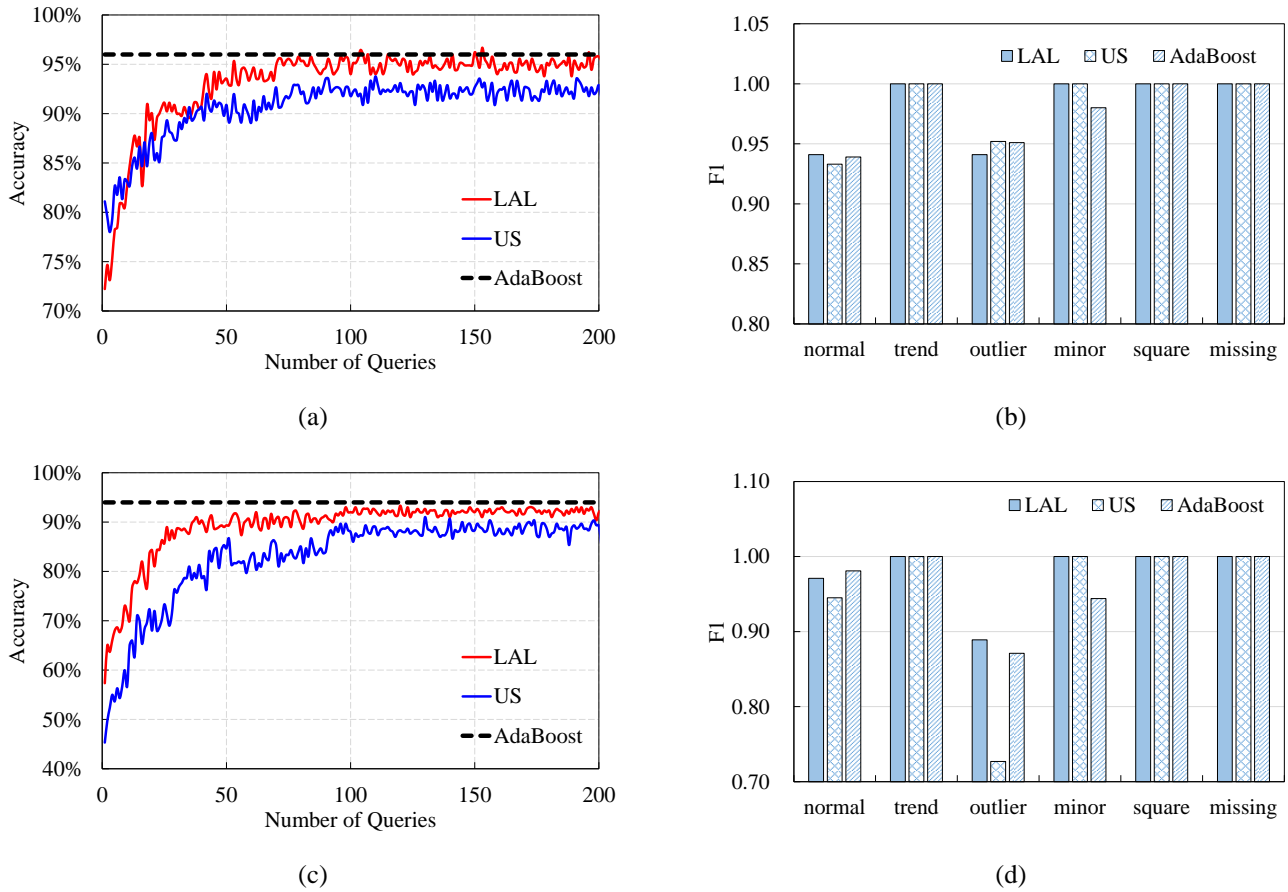 100%
95%
90%
85%
80%
75%
70%
Accuracy
LAL
US
AdaBoost
0 50 100 150 200
Number of Queries
(a)
1.05
1.00
0.95
0.90
0.85
0.80
F1
LAL US AdaBoost
normal trend outlier minor square missing
(b)
100%
90%
80%
70%
60%
50%
40%
Accuracy
LAL
US
AdaBoost
0 50 100 150 200
Number of Queries
(c)
1.10
1.00
0.90
0.80
0.70
F1
LAL US AdaBoost
normal trend outlier minor square missing
(d)